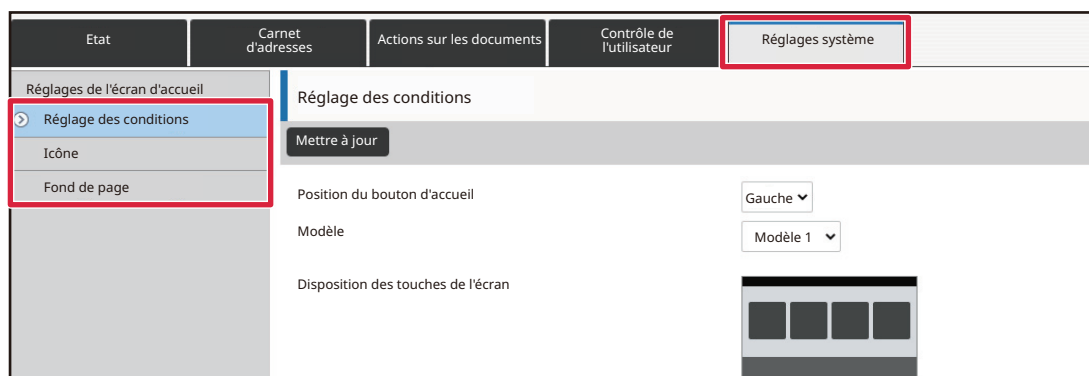 Etat
Carnet
d'adresses
Actions sur les documents
Contrôle de
l'utilisateur
Réglages système
Réglages de l'écran d'accueil
Réglage des conditions
Icône
Fond de page
Réglage des conditions
Mettre à jour
Position du bouton d'accueil
Gauche
Modèle
Modèle 1
Disposition des touches de l'écran